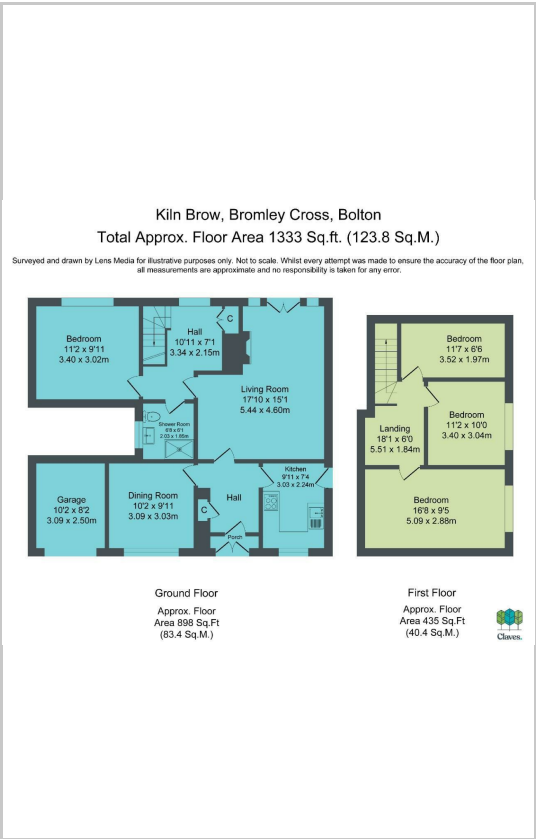 Kiln Brow, Bromley Cross, Bolton
Total Approx. Floor Area 1333 Sq.ft. (123.8 Sq.M.)
Surveyed and drawn by Lens Media for illustrative purposes only. Not to scale. Whilst every attempt was made to ensure the accuracy of the floor plan,
all measurements are approximate and no responsibility is taken for any error.
Bedroom
11'2 x 9'11
3.40 x 3.02m
Hall
10'11 x 7'1
3.34 x 2.15m
C
Living Room
17'10 x 15'1
5.44 x 4.60m
Shower Room
6'8 x 6'1
2.03 x 1.85m
Garage
10'2 x 8'2
3.09 x 2.50m
Dining Room
10'2 x 9'11
3.09 x 3.03m
C
Hall
Porch
Kitchen
9'11 x 7'4
3.03 x 2.24m
Bedroom
11'7 x 6'6
3.52 x 1.97m
Bedroom
11'2 x 10'0
3.40 x 3.04m
Landing
18'1 x 6'0
5.51 x 1.84m
Bedroom
16'8 x 9'5
5.09 x 2.88m
Ground Floor
Approx. Floor
Area 898 Sq.Ft
(83.4 Sq.M.)
First Floor
Approx. Floor
Area 435 Sq.Ft
(40.4 Sq.M.)
Claves.